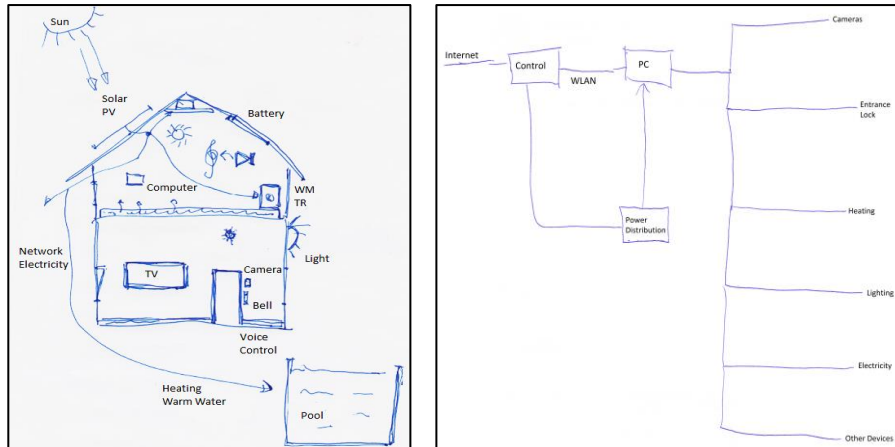 Sun
Solar
PV
Battery
Computer
WM
TR
Network
Electricity
Light
TV
Camera
Bell
Voice
Control
Heating
Warm Water
Pool
Internet
Control
WLAN
PC
Power
Distribution
Cameras
Entrance
Lock
Heating
Lighting
Electricity
Other Devices